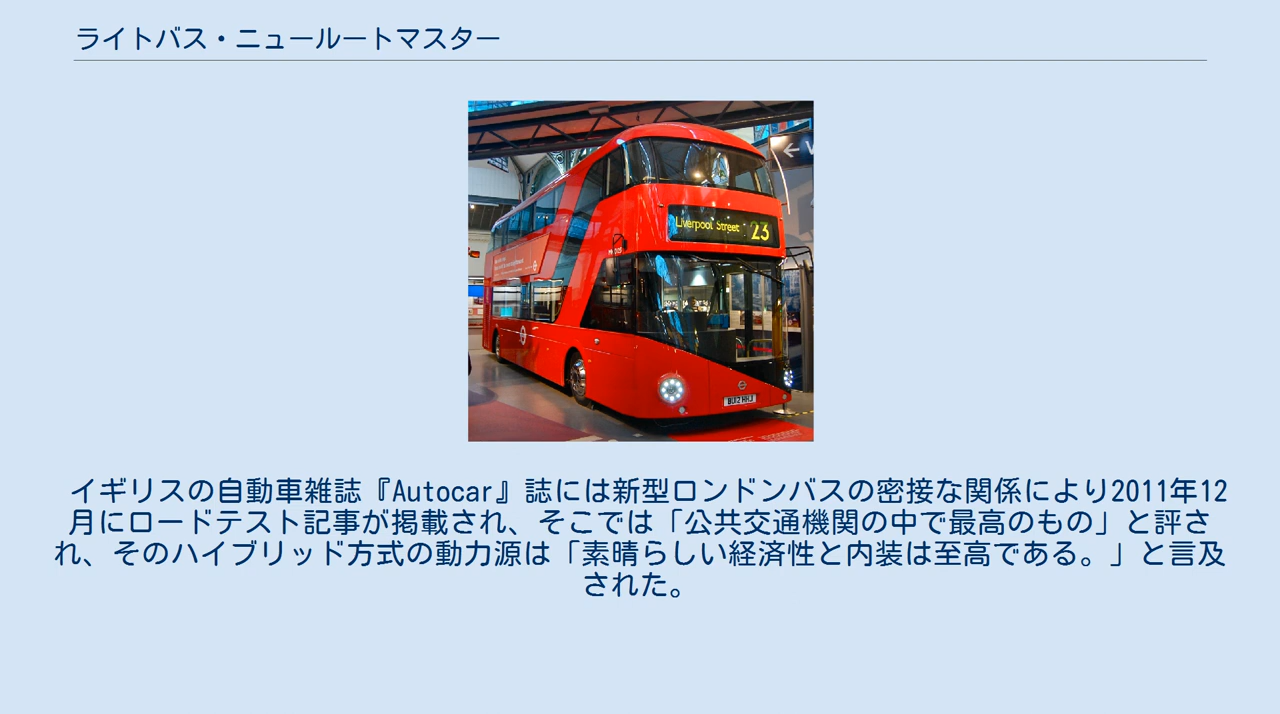 ライトバス・ニュールートマスター
Liverpool Street 23
BU12 HHJ
イギリスの自動車雑誌『Autocar』誌には新型ロンドンバスの密接な関係により2011年12
月にロードテスト記事が掲載され、そこでは「公共交通機関の中で最高のもの」と評さ
れ、そのハイブリッド方式の動力源は「素晴らしい経済性と内装は至高である。」と言及
された。